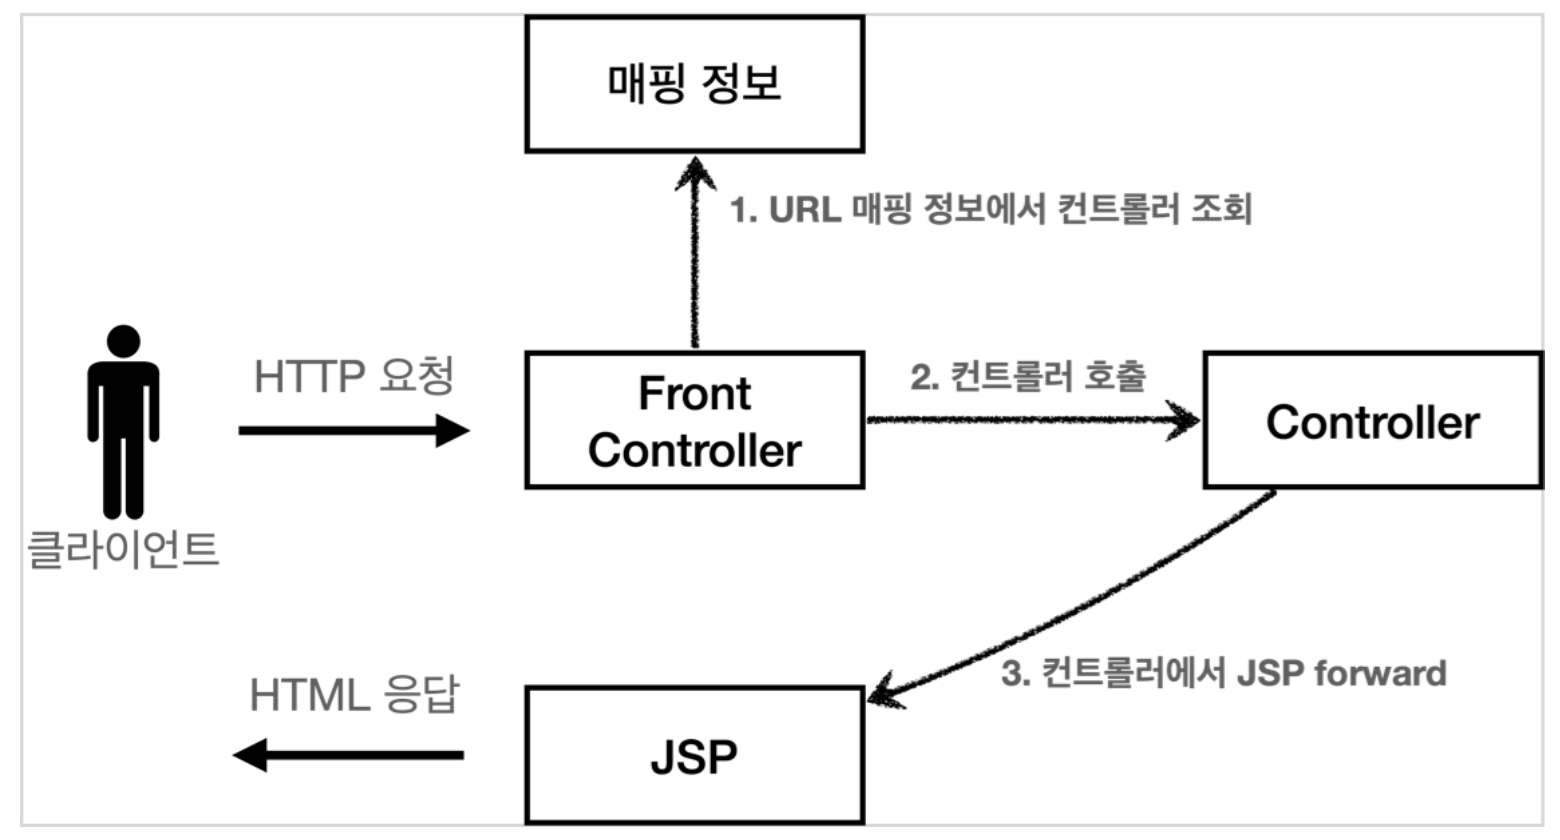 매핑 정보
1. URL 매핑 정보에서 컨트롤러 조회
HTTP 요청
Front
Controller
2. 컨트롤러 호출
Controller
클라이언트
3. 컨트롤러에서 JSP forward
HTML 응답
JSP